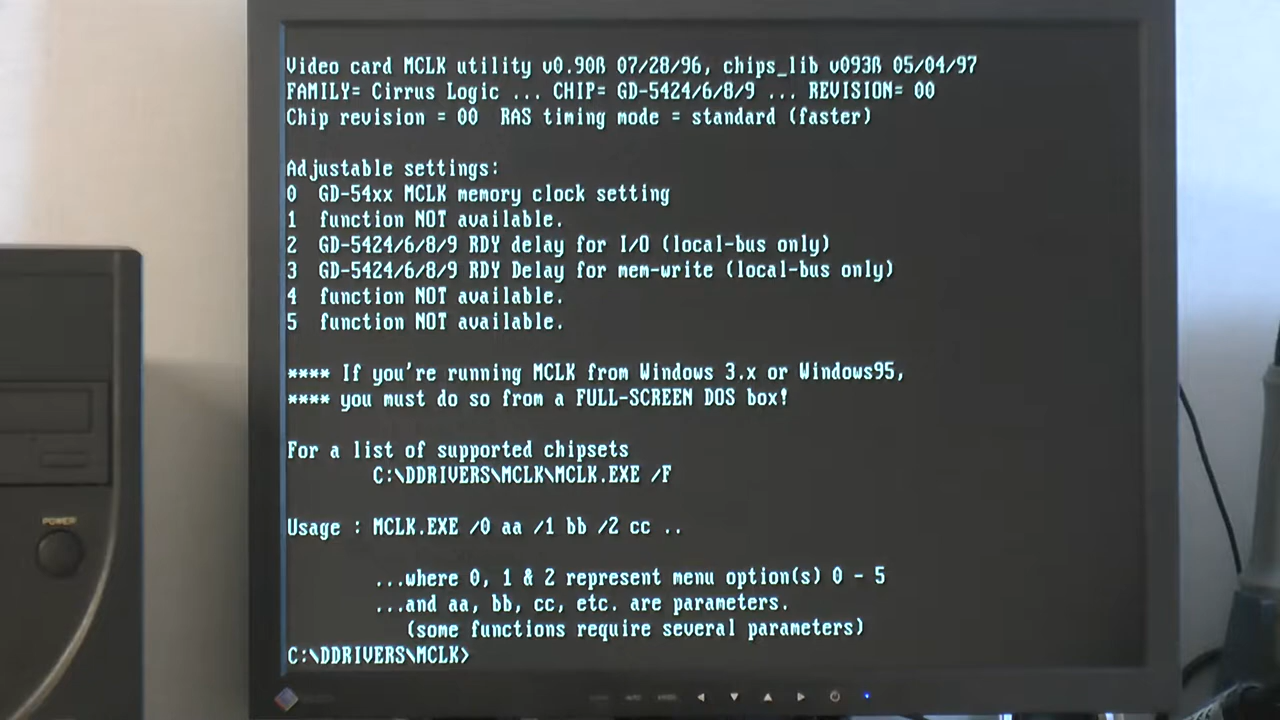 Video card MCLK utility v0.90ß 07/28/96, chips_lib v093ß 05/04/97
FAMILY= Cirrus Logic ... CHIP= GD-5424/6/8/9 ... REVISION= 00
Chip revision = 00  RAS timing mode = standard (faster)
Adjustable settings:
0  GD-54xx MCLK memory clock setting
1  function NOT available.
2  GD-5424/6/8/9 RDY delay for I/O (local-bus only)
3  GD-5424/6/8/9 RDY Delay for mem-write (local-bus only)
4  function NOT available.
5  function NOT available.
**** If you're running MCLK from Windows 3.x or Windows95,
**** you must do so from a FULL-SCREEN DOS box!
For a list of supported chipsets
C:\DDRIVERS\MCLK\MCLK.EXE /F
Usage : MCLK.EXE /0 aa /1 bb /2 cc ..
...where 0, 1 & 2 represent menu option(s) 0 - 5
...and aa, bb, cc, etc. are parameters.
(some functions require several parameters)
C:\DDRIVERS\MCLK>
POWER